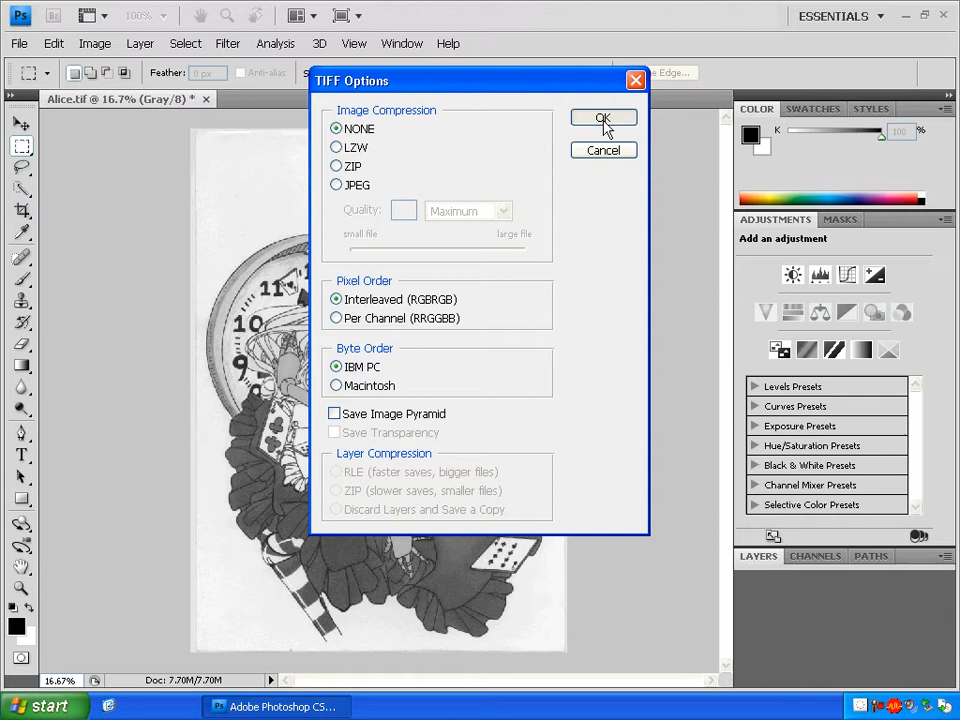 Ps Br 100% ESSENTIALS
File Edit Image Layer Select Filter Analysis 3D View Window Help
Feather: 0 px Anti-alias Edge...
Alice.tif @ 16.7% (Gray/8) *
TIFF Options
Image Compression
NONE
LZW
ZIP
JPEG
Quality: Maximum
small file large file
OK
Cancel
Pixel Order
Interleaved (RGBRGB)
Per Channel (RRGGBB)
Byte Order
IBM PC
Macintosh
Save Image Pyramid
Save Transparency
Layer Compression
RLE (faster saves, bigger files)
ZIP (slower saves, smaller files)
Discard Layers and Save a Copy
11
10
9
COLOR SWATCHES STYLES
K 100 %
ADJUSTMENTS MASKS
Add an adjustment
Levels Presets
Curves Presets
Exposure Presets
Hue/Saturation Presets
Black & White Presets
Channel Mixer Presets
Selective Color Presets
LAYERS CHANNELS PATHS
16.67% Doc: 7.70M/7.70M
start Ps Adobe Photoshop CS...